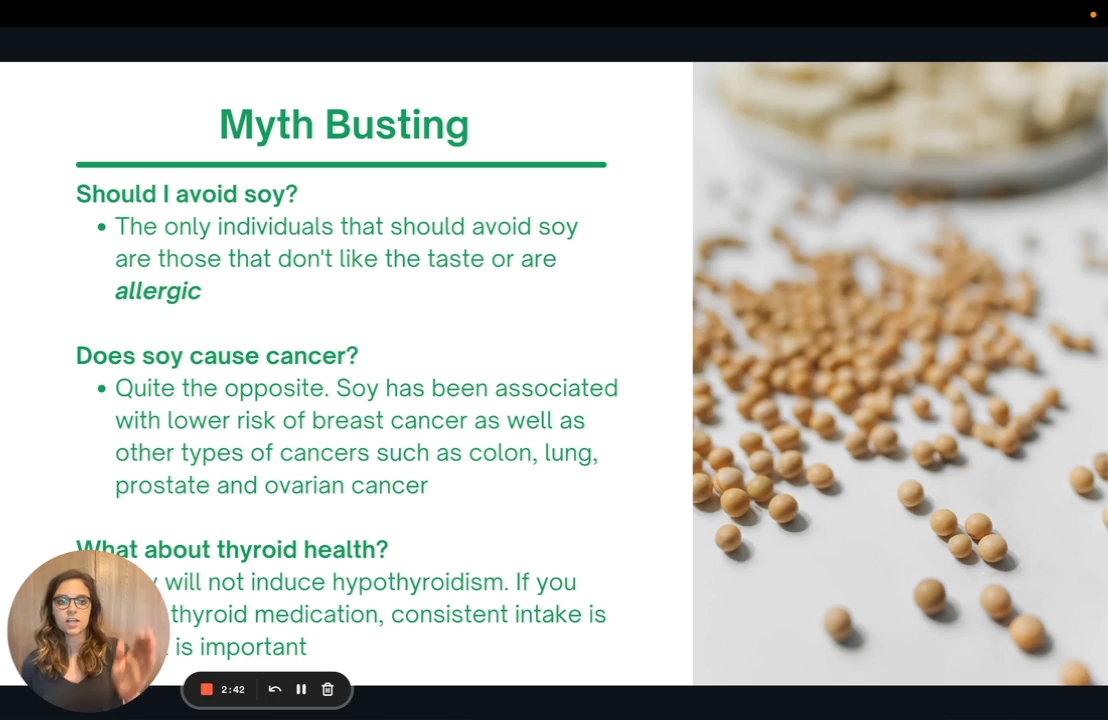 Myth Busting
Should I avoid soy?
• The only individuals that should avoid soy
are those that don't like the taste or are
allergic
Does soy cause cancer?
• Quite the opposite. Soy has been associated
with lower risk of breast cancer as well as
other types of cancers such as colon, lung,
prostate and ovarian cancer
What about thyroid health?
will not induce hypothyroidism. If you
thyroid medication, consistent intake is
is important
2:42